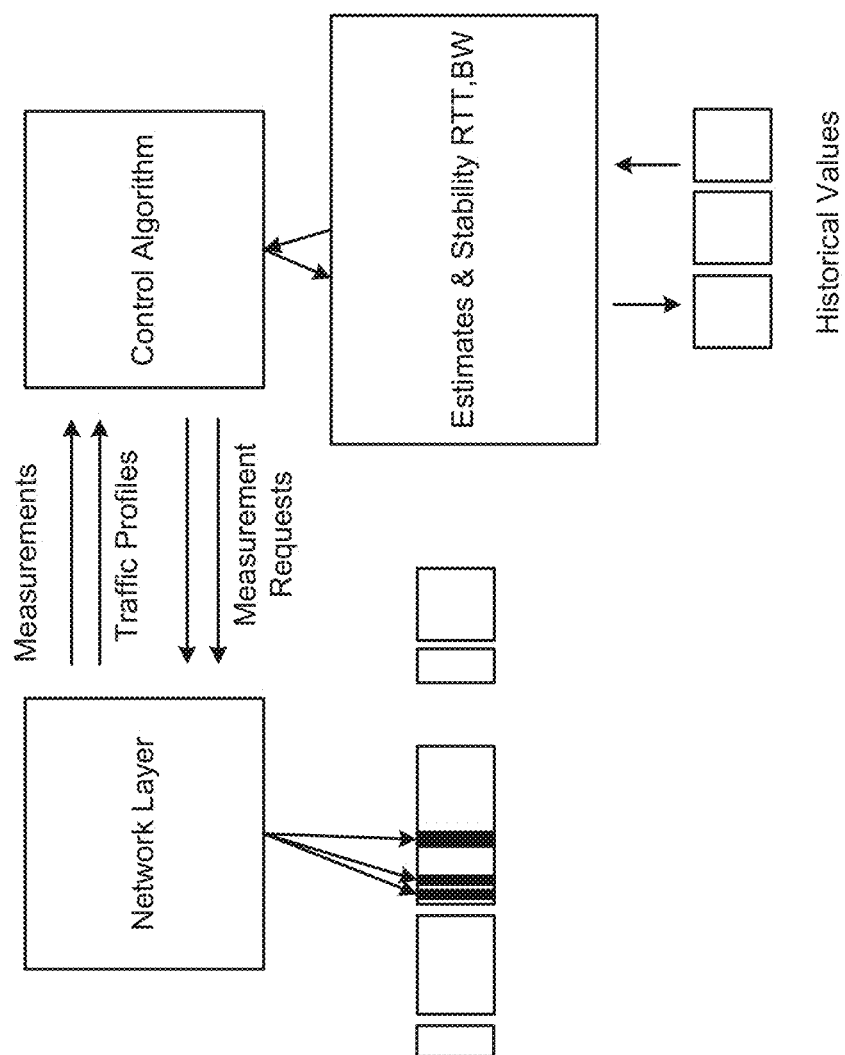 Measurements
Traffic Profiles
Measurement
Requests
Network Layer
Control Algorithm
Estimates & Stability RTT,BW
Historical Values